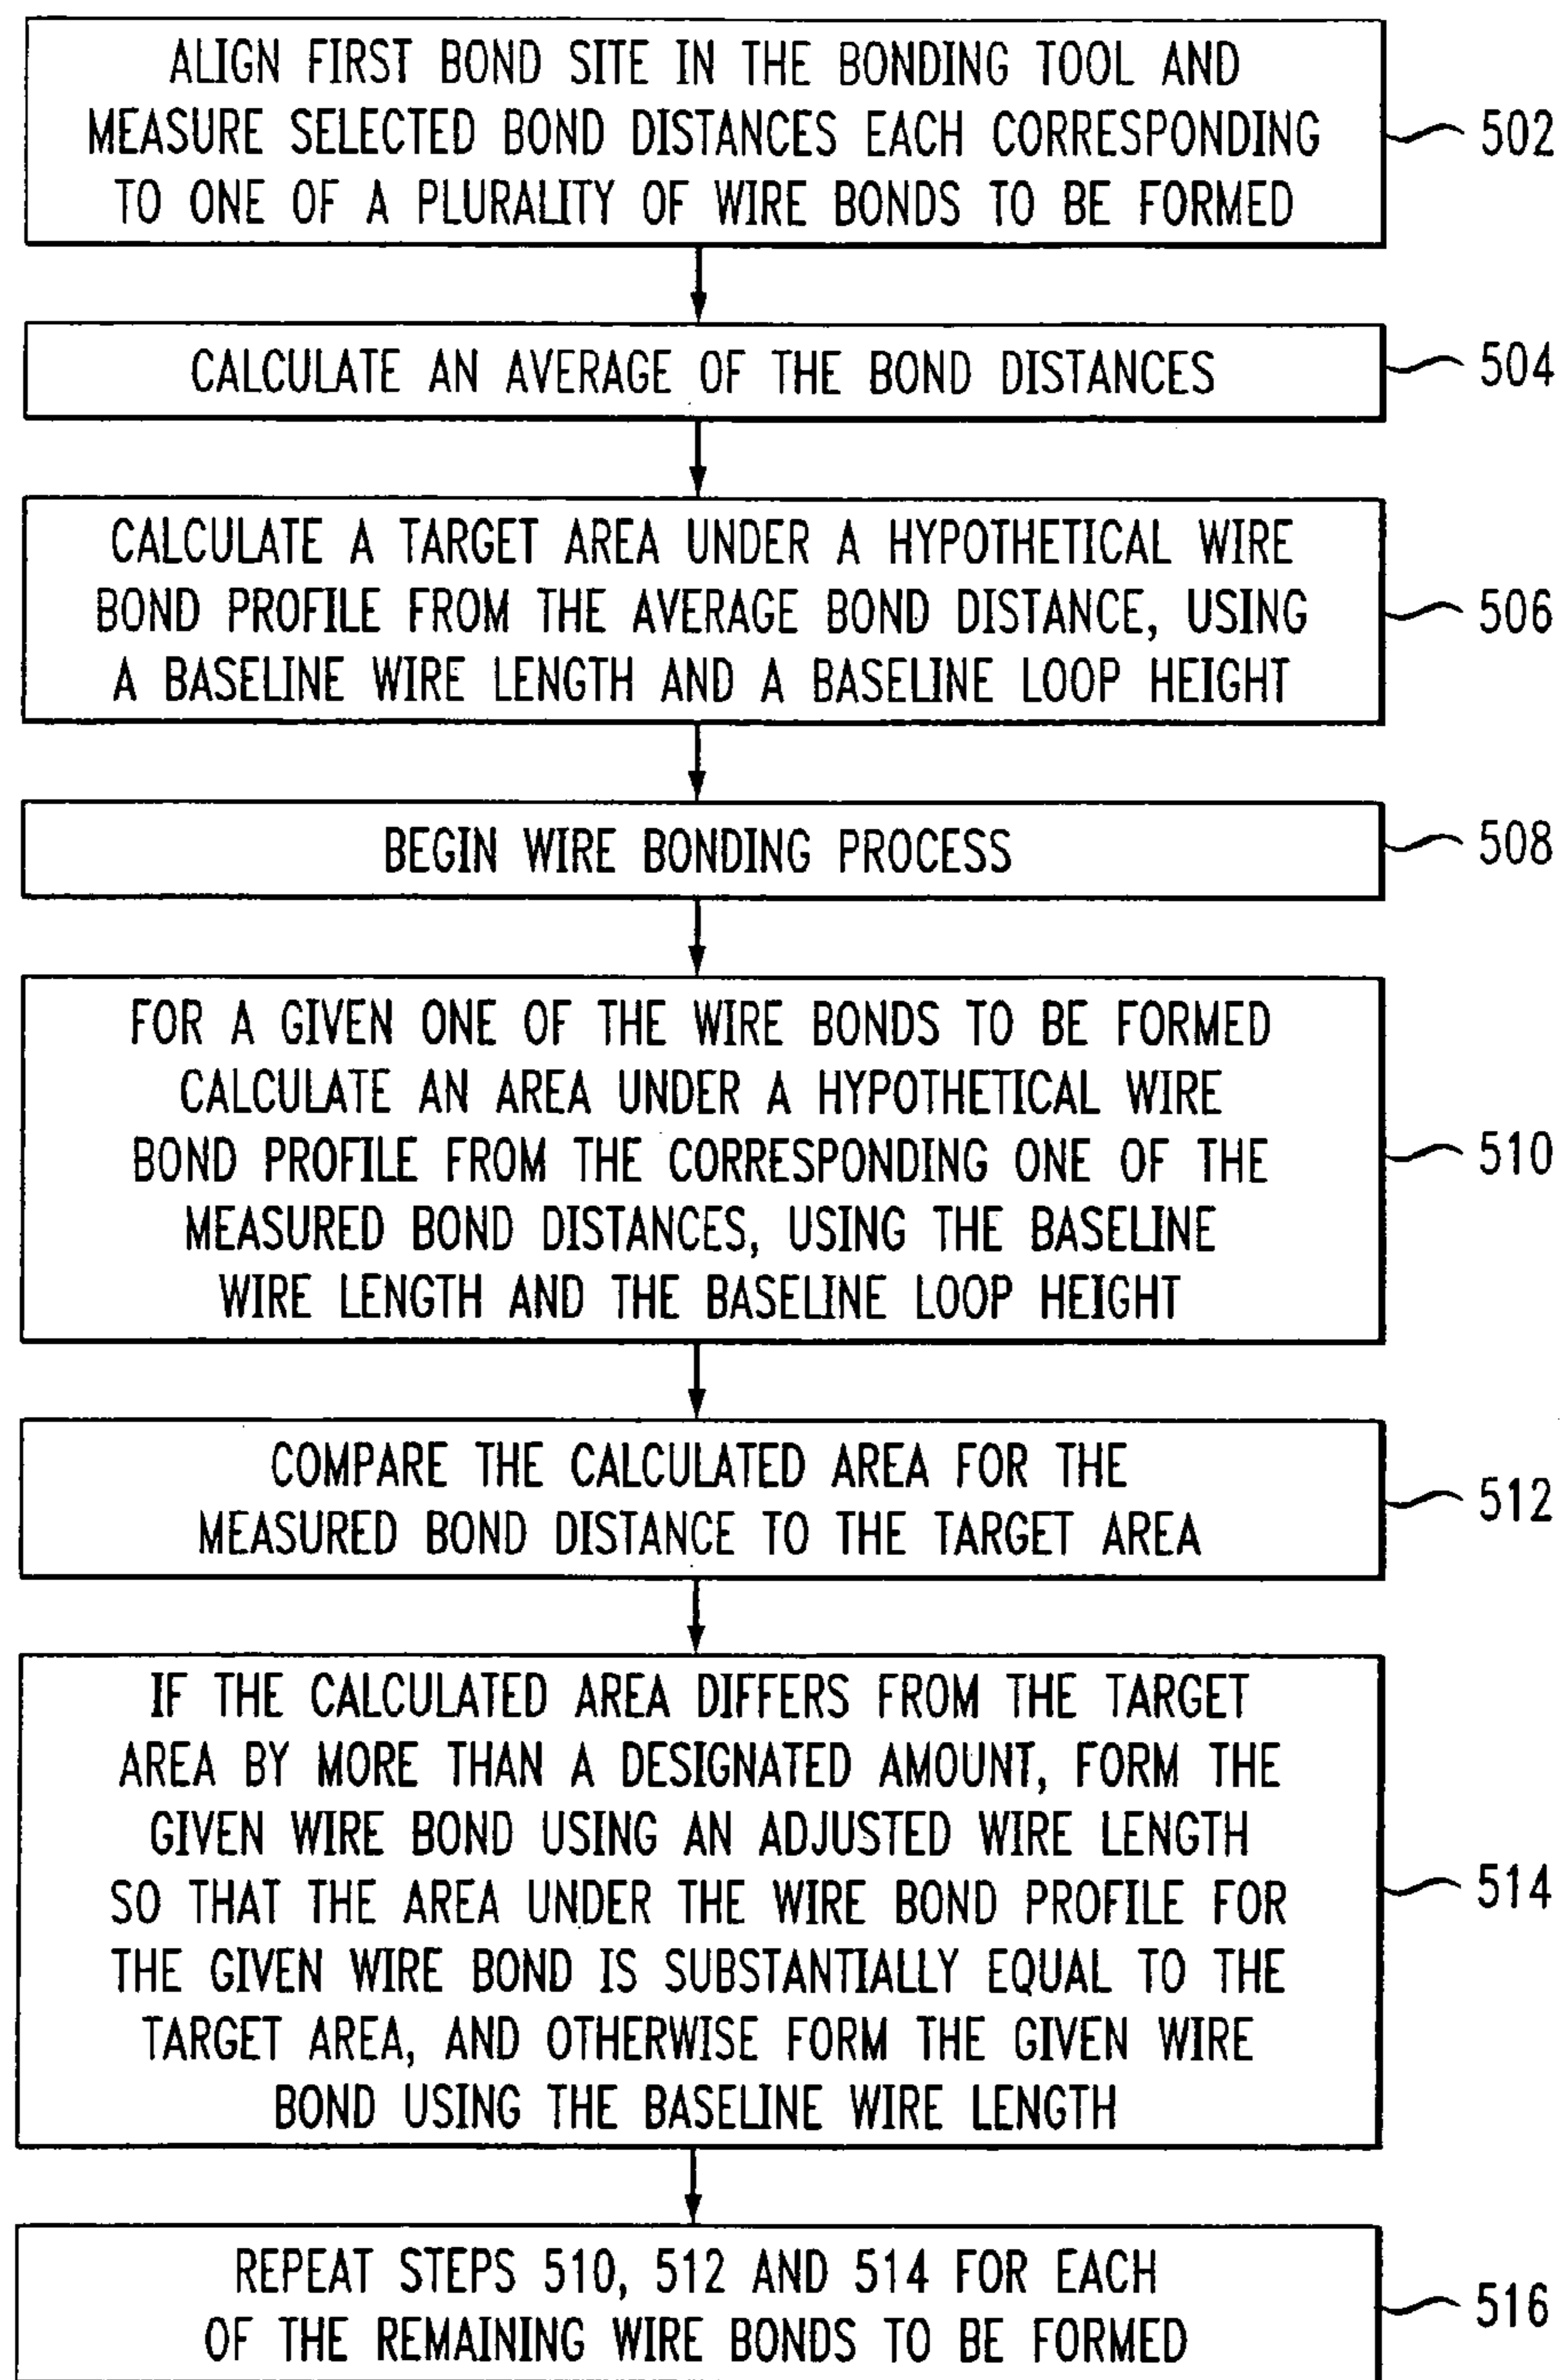 ALIGN FIRST BOND SITE IN THE BONDING TOOL AND
MEASURE SELECTED BOND DISTANCES EACH CORRESPONDING
TO ONE OF A PLURALITY OF WIRE BONDS TO BE FORMED
502
CALCULATE AN AVERAGE OF THE BOND DISTANCES
504
CALCULATE A TARGET AREA UNDER A HYPOTHETICAL WIRE
BOND PROFILE FROM THE AVERAGE BOND DISTANCE, USING
A BASELINE WIRE LENGTH AND A BASELINE LOOP HEIGHT
506
BEGIN WIRE BONDING PROCESS
508
FOR A GIVEN ONE OF THE WIRE BONDS TO BE FORMED
CALCULATE AN AREA UNDER A HYPOTHETICAL WIRE
BOND PROFILE FROM THE CORRESPONDING ONE OF THE
MEASURED BOND DISTANCES, USING THE BASELINE
WIRE LENGTH AND THE BASELINE LOOP HEIGHT
510
COMPARE THE CALCULATED AREA FOR THE
MEASURED BOND DISTANCE TO THE TARGET AREA
512
IF THE CALCULATED AREA DIFFERS FROM THE TARGET
AREA BY MORE THAN A DESIGNATED AMOUNT, FORM THE
GIVEN WIRE BOND USING AN ADJUSTED WIRE LENGTH
SO THAT THE AREA UNDER THE WIRE BOND PROFILE FOR
THE GIVEN WIRE BOND IS SUBSTANTIALLY EQUAL TO THE
TARGET AREA, AND OTHERWISE FORM THE GIVEN WIRE
BOND USING THE BASELINE WIRE LENGTH
514
REPEAT STEPS 510, 512 AND 514 FOR EACH
OF THE REMAINING WIRE BONDS TO BE FORMED
516